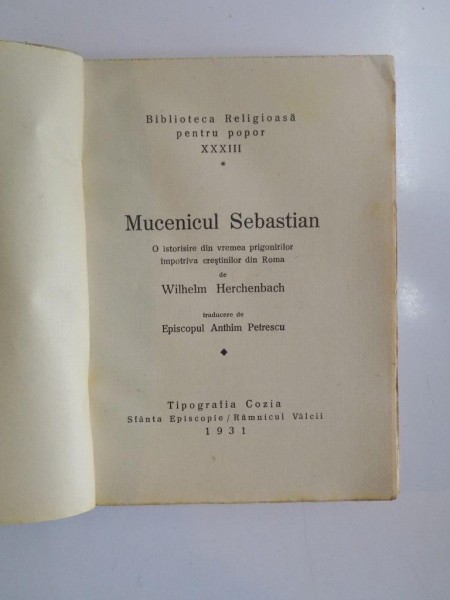 Biblioteca Religioasă
pentru popor
XXXIII
*
Mucenicul Sebastian
O istorisire din vremea prigonirilor
împotriva creștinilor din Roma
de
Wilhelm Herchenbach
traducere de
Episcopul Anthim Petrescu
◆
Tipografia Cozia
Sfânta Episcopie / Râmnicul Vâlcii
1931